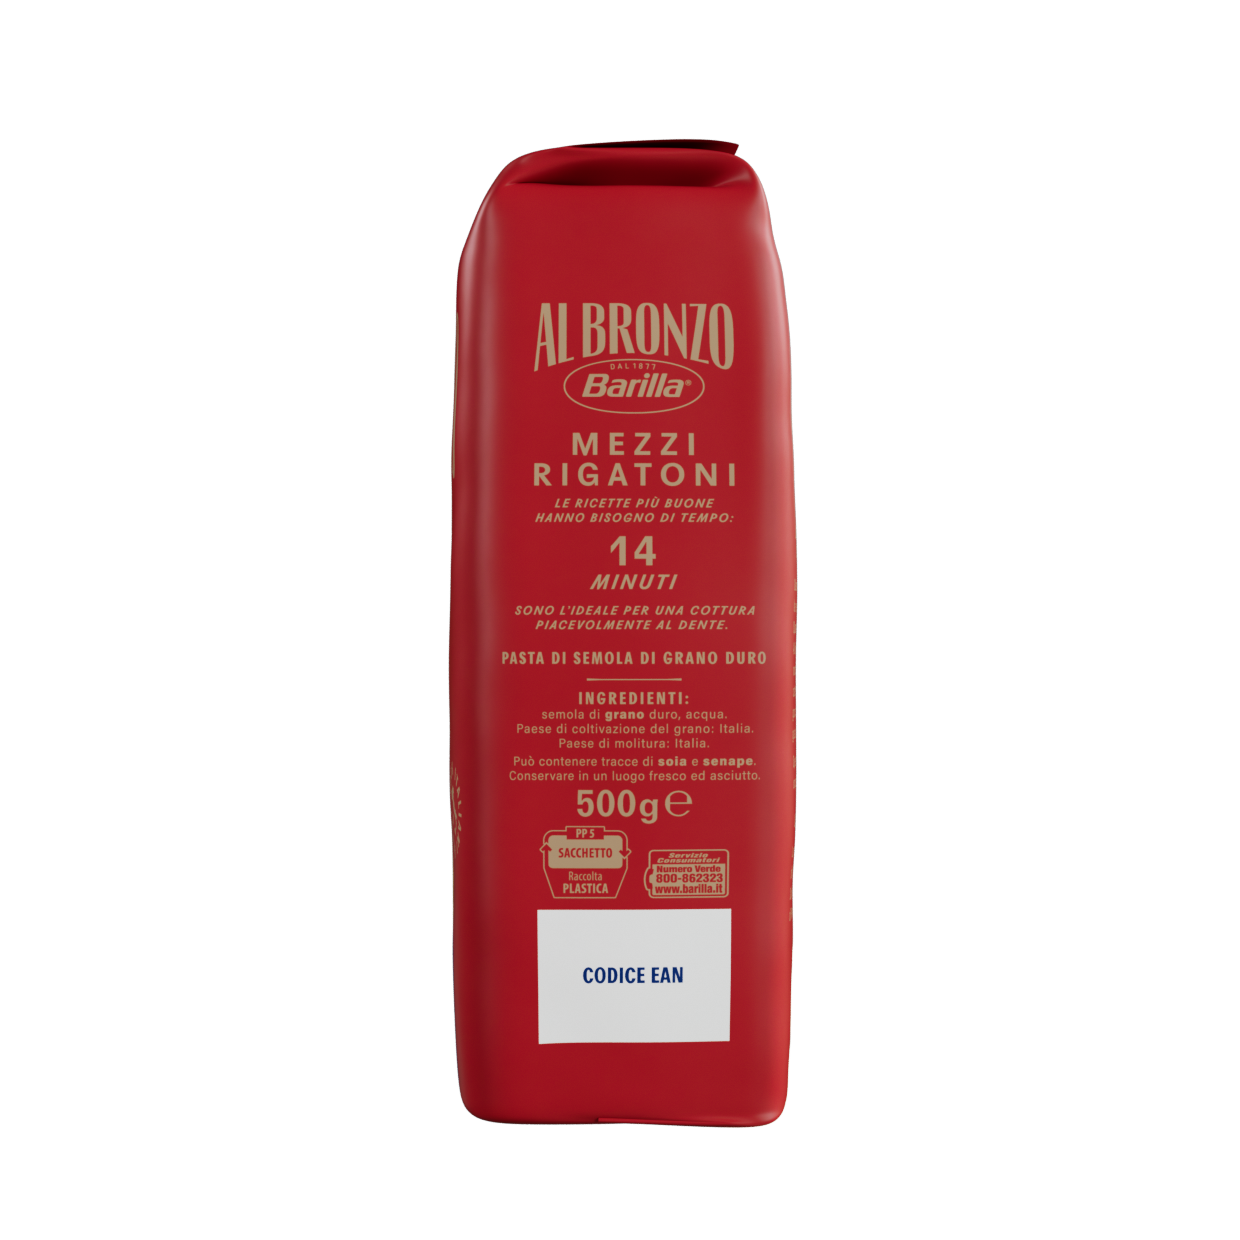 AL BRONZO
DAL 1877
Barilla®
MEZZI
RIGATONI
LE RICETTE PIÙ BUONE
HANNO BISOGNO DI TEMPO:
14
MINUTI
SONO L'IDEALE PER UNA COTTURA
PIACEVOLMENTE AL DENTE.
PASTA DI SEMOLA DI GRANO DURO
INGREDIENTI:
semola di grano duro, acqua.
Paese di coltivazione del grano: Italia.
Paese di molitura: Italia.
Può contenere tracce di soia e senape.
Conservare in un luogo fresco ed asciutto.
500g℮
PP 5
SACCHETTO
Raccolta
PLASTICA
Servizio
Consumatori
Numero Verde
800-862323
www.barilla.it
CODICE EAN